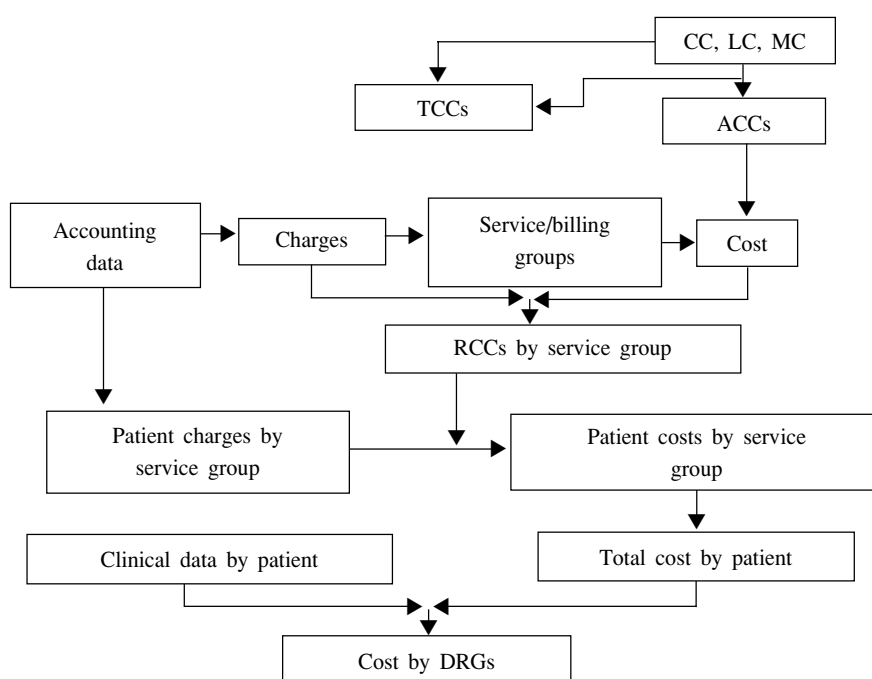 CC, LC, MC
TCCs
ACCs
Accounting
data
Charges
Service/billing
groups
Cost
RCCs by service group
Patient charges by
service group
Patient costs by service
group
Clinical data by patient
Total cost by patient
Cost by DRGs